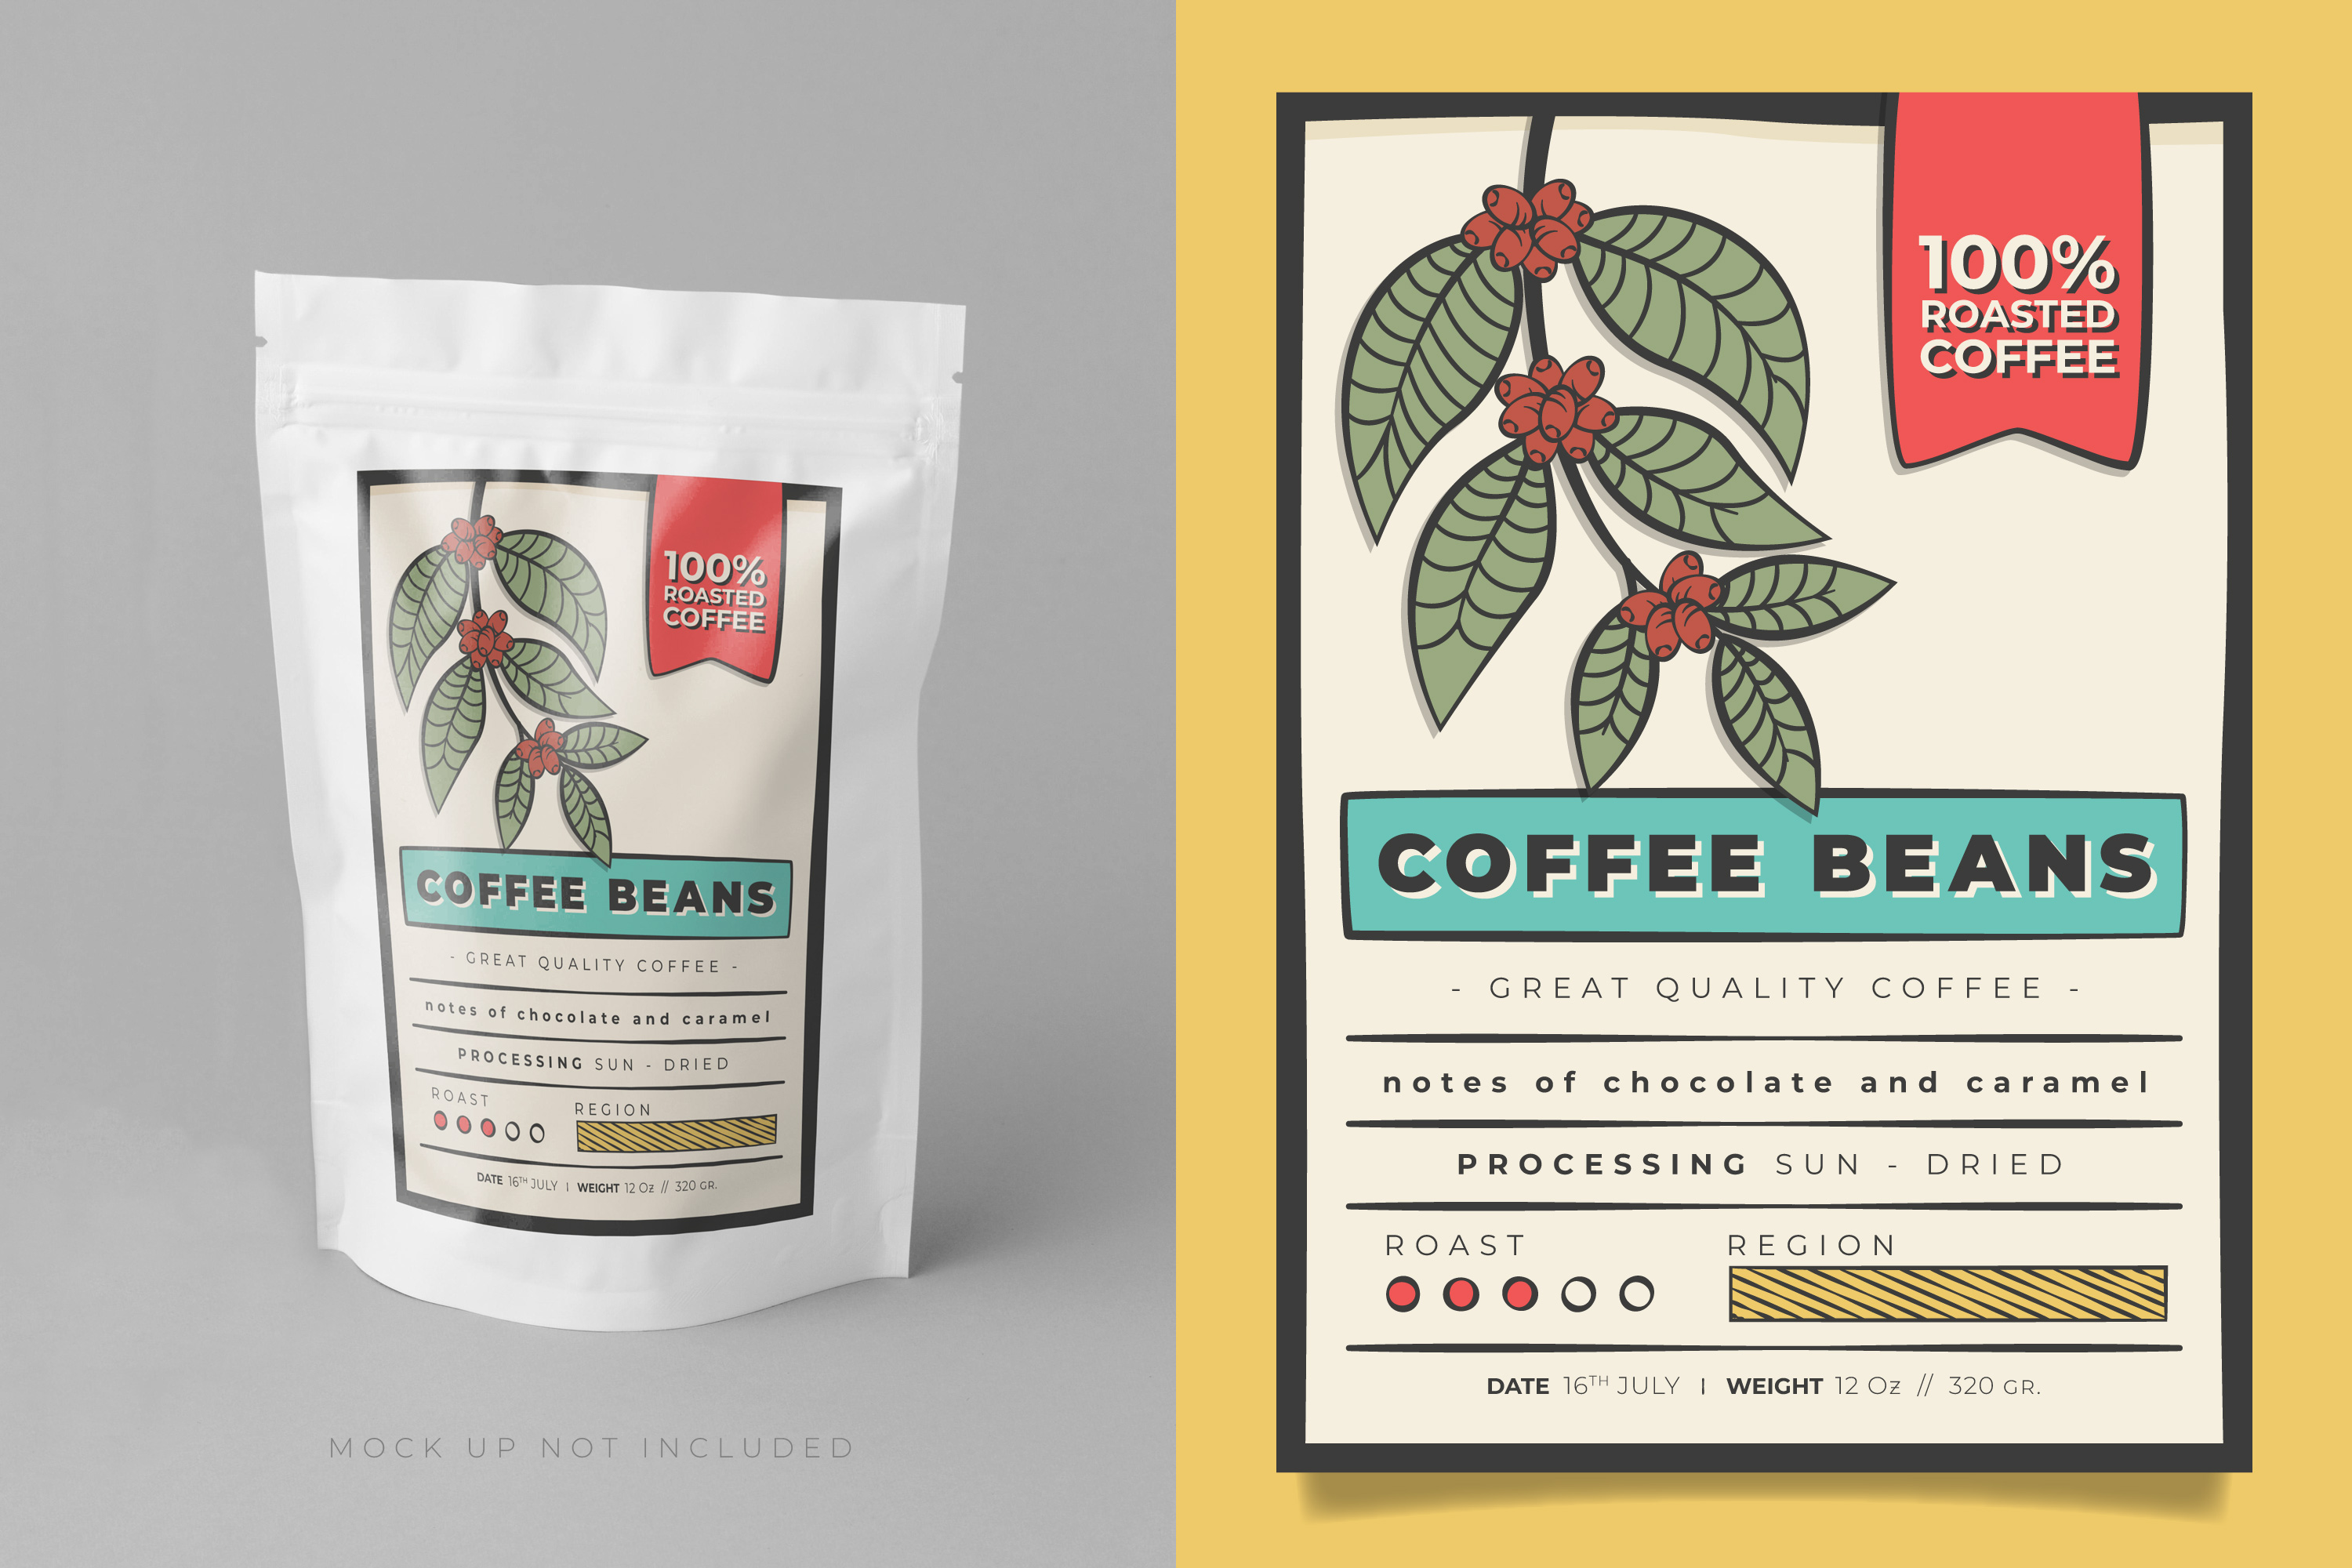 100%
ROASTED
COFFEE
COFFEE BEANS
- GREAT QUALITY COFFEE -
notes of chocolate and caramel
PROCESSING SUN - DRIED
ROAST
REGION
DATE 16TH JULY | WEIGHT 12 Oz // 320 GR.
MOCK UP NOT INCLUDED
100%
ROASTED
COFFEE
COFFEE BEANS
- GREAT QUALITY COFFEE -
notes of chocolate and caramel
PROCESSING SUN - DRIED
ROAST
REGION
DATE 16TH JULY | WEIGHT 12 Oz // 320 GR.